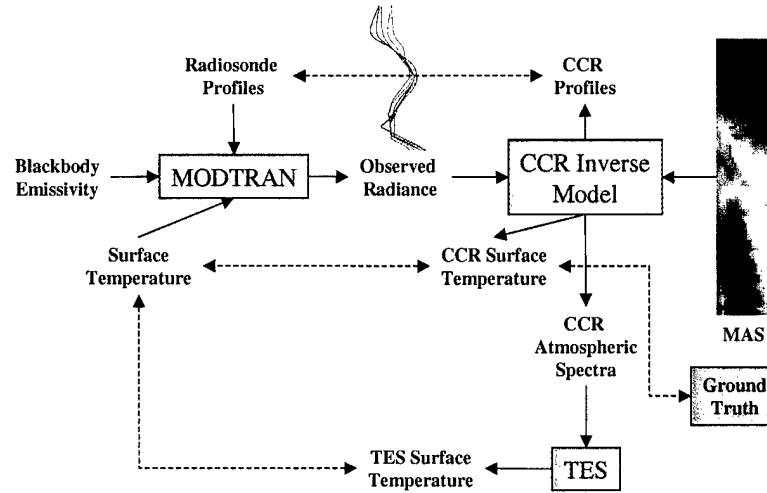 Radiosonde
Profiles
CCR
Profiles
Blackbody
Emissivity
MODTRAN
Observed
Radiance
CCR Inverse
Model
Surface
Temperature
CCR Surface
Temperature
MAS
CCR
Atmospheric
Spectra
Ground
Truth
TES Surface
Temperature
TES